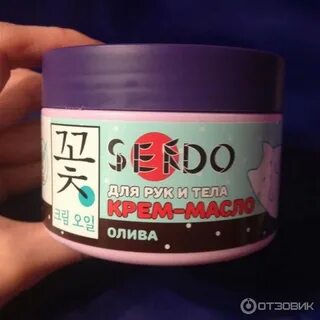 꽃
크림 오일
SENDO
ДЛЯ РУК И ТЕЛА
КРЕМ-МАСЛО
ОЛИВА
ОТЗОВИК